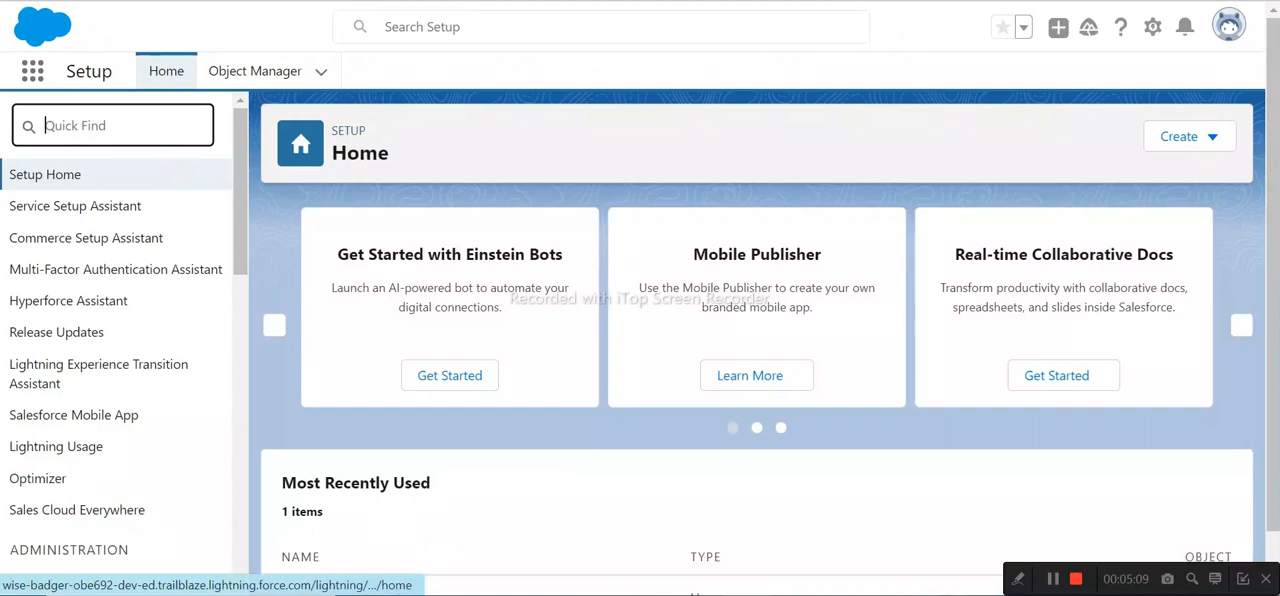 Search Setup
Setup
Home
Object Manager
Quick Find
Setup Home
Service Setup Assistant
Commerce Setup Assistant
Multi-Factor Authentication Assistant
Hyperforce Assistant
Release Updates
Lightning Experience Transition
Assistant
Salesforce Mobile App
Lightning Usage
Optimizer
Sales Cloud Everywhere
ADMINISTRATION
SETUP
Home
Create
Get Started with Einstein Bots
Launch an AI-powered bot to automate your
digital connections.
Get Started
Mobile Publisher
Use the Mobile Publisher to create your own
branded mobile app.
Learn More
Real-time Collaborative Docs
Transform productivity with collaborative docs,
spreadsheets, and slides inside Salesforce.
Get Started
Recorded with iTop Screen Recorder
Most Recently Used
1 items
NAME
TYPE
OBJECT
wise-badger-obe692-dev-ed.trailblaze.lightning.force.com/lightning/.../home
00:05:09